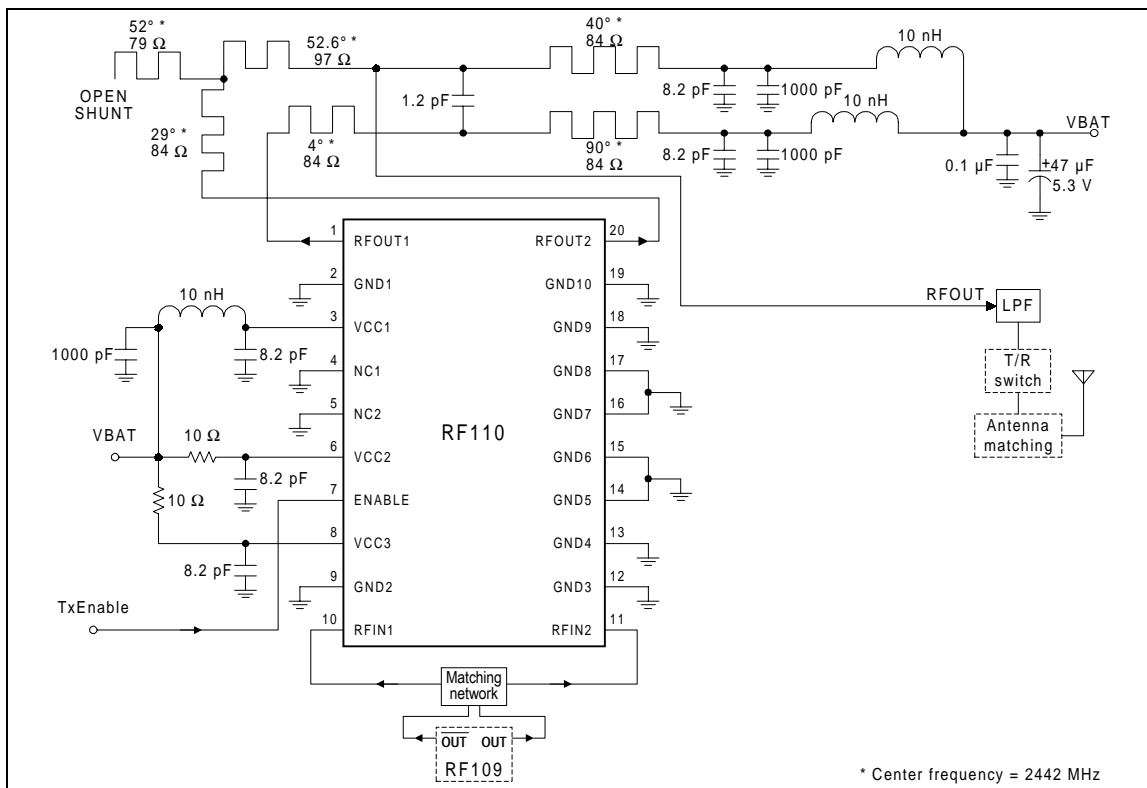 52° *
79 Ω
OPEN
SHUNT
52.6° *
97 Ω
40° *
84 Ω
10 nH
1.2 pF
8.2 pF
1000 pF
10 nH
29° *
84 Ω
4° *
84 Ω
90° *
84 Ω
8.2 pF
1000 pF
VBAT
0.1 µF
+47 µF
5.3 V
1
RFOUT1
RFOUT2
20
2
GND1
GND10
19
10 nH
3
VCC1
GND9
18
1000 pF
8.2 pF
4
NC1
GND8
17
5
NC2
GND7
16
RF110
VBAT
10 Ω
6
VCC2
GND6
15
8.2 pF
10 Ω
7
ENABLE
GND5
14
8
VCC3
GND4
13
8.2 pF
9
GND2
GND3
12
TxEnable
10
RFIN1
RFIN2
11
RFOUT
LPF
T/R
switch
Antenna
matching
Matching
network
OUT OUT
RF109
* Center frequency = 2442 MHz